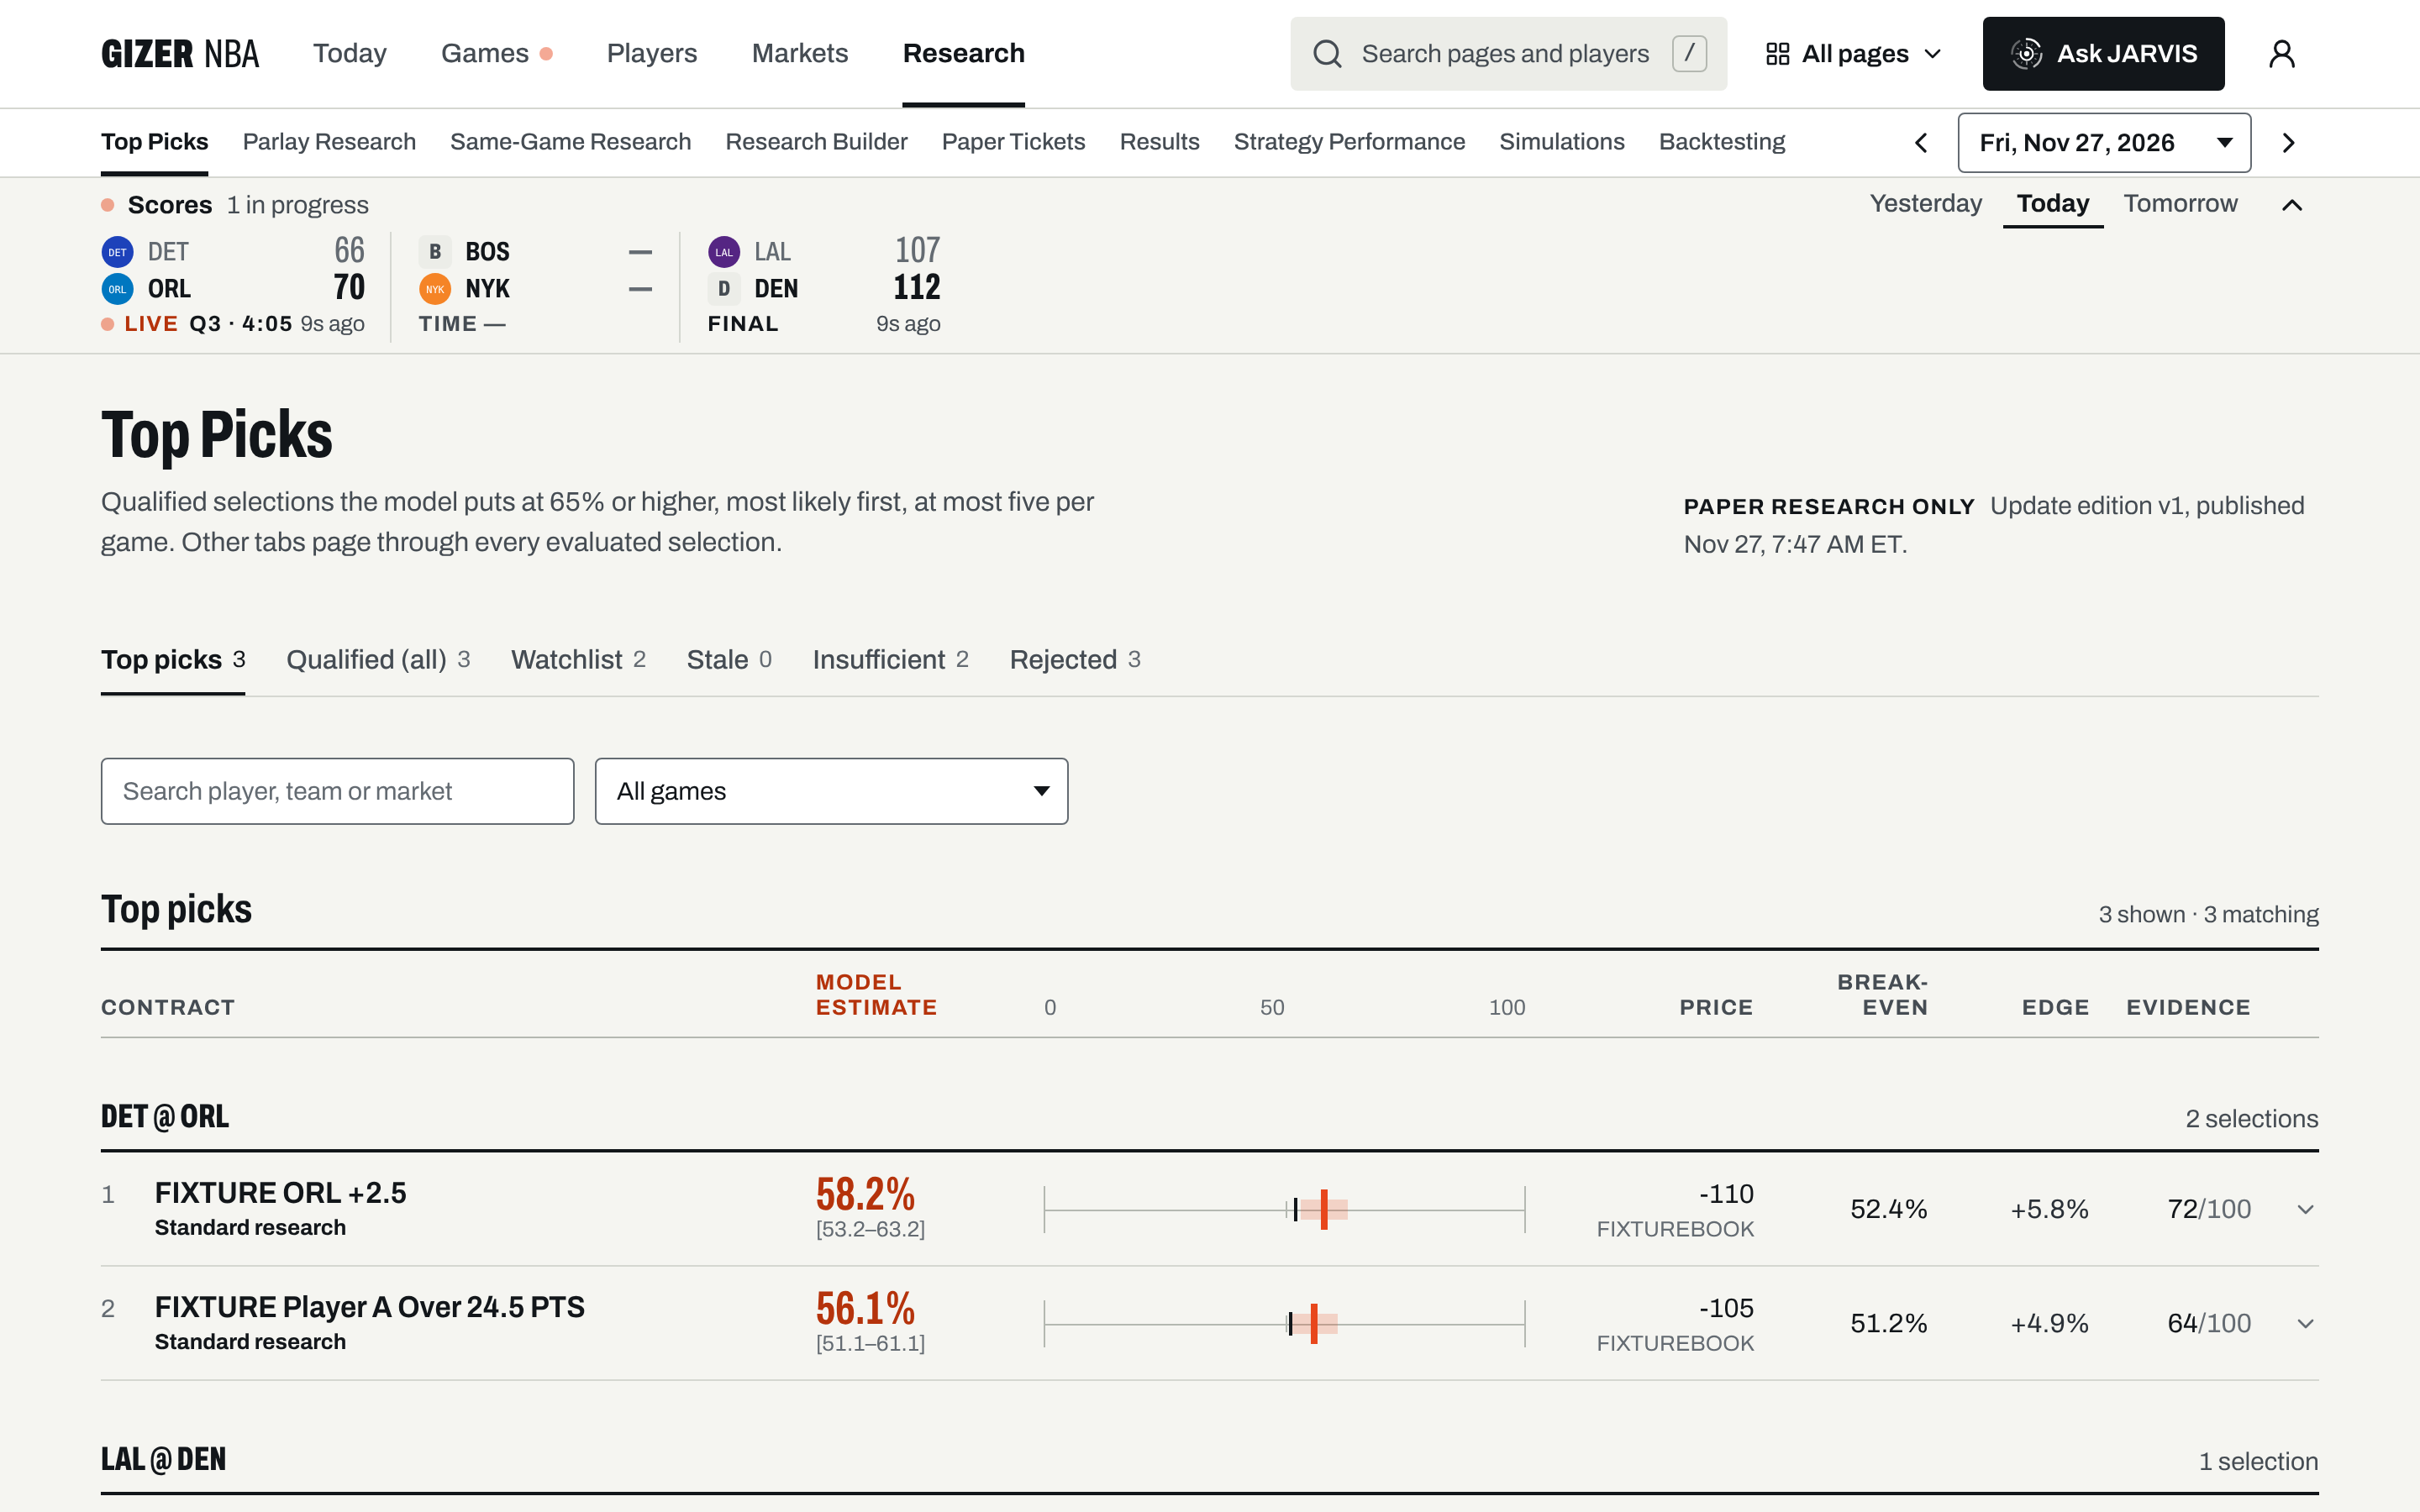 GIZER NBA Today Games Players Markets Research Search pages and players / All pages Ask JARVIS
Top Picks Parlay Research Same-Game Research Research Builder Paper Tickets Results Strategy Performance Simulations Backtesting Fri, Nov 27, 2026
Scores 1 in progress Yesterday Today Tomorrow
DET DET 66
ORL ORL 70
LIVE Q3 · 4:05 9s ago
B BOS —
NYK NYK —
TIME —
LAL LAL 107
D DEN 112
FINAL 9s ago
Top Picks
Qualified selections the model puts at 65% or higher, most likely first, at most five per
game. Other tabs page through every evaluated selection.
PAPER RESEARCH ONLY Update edition v1, published
Nov 27, 7:47 AM ET.
Top picks 3 Qualified (all) 3 Watchlist 2 Stale 0 Insufficient 2 Rejected 3
Search player, team or market All games
Top picks 3 shown · 3 matching
CONTRACT MODEL ESTIMATE 0 50 100 PRICE BREAK-EVEN EDGE EVIDENCE
DET @ ORL 2 selections
1 FIXTURE ORL +2.5 58.2% -110 52.4% +5.8% 72/100
Standard research [53.2–63.2] FIXTUREBOOK
2 FIXTURE Player A Over 24.5 PTS 56.1% -105 51.2% +4.9% 64/100
Standard research [51.1–61.1] FIXTUREBOOK
LAL @ DEN 1 selection